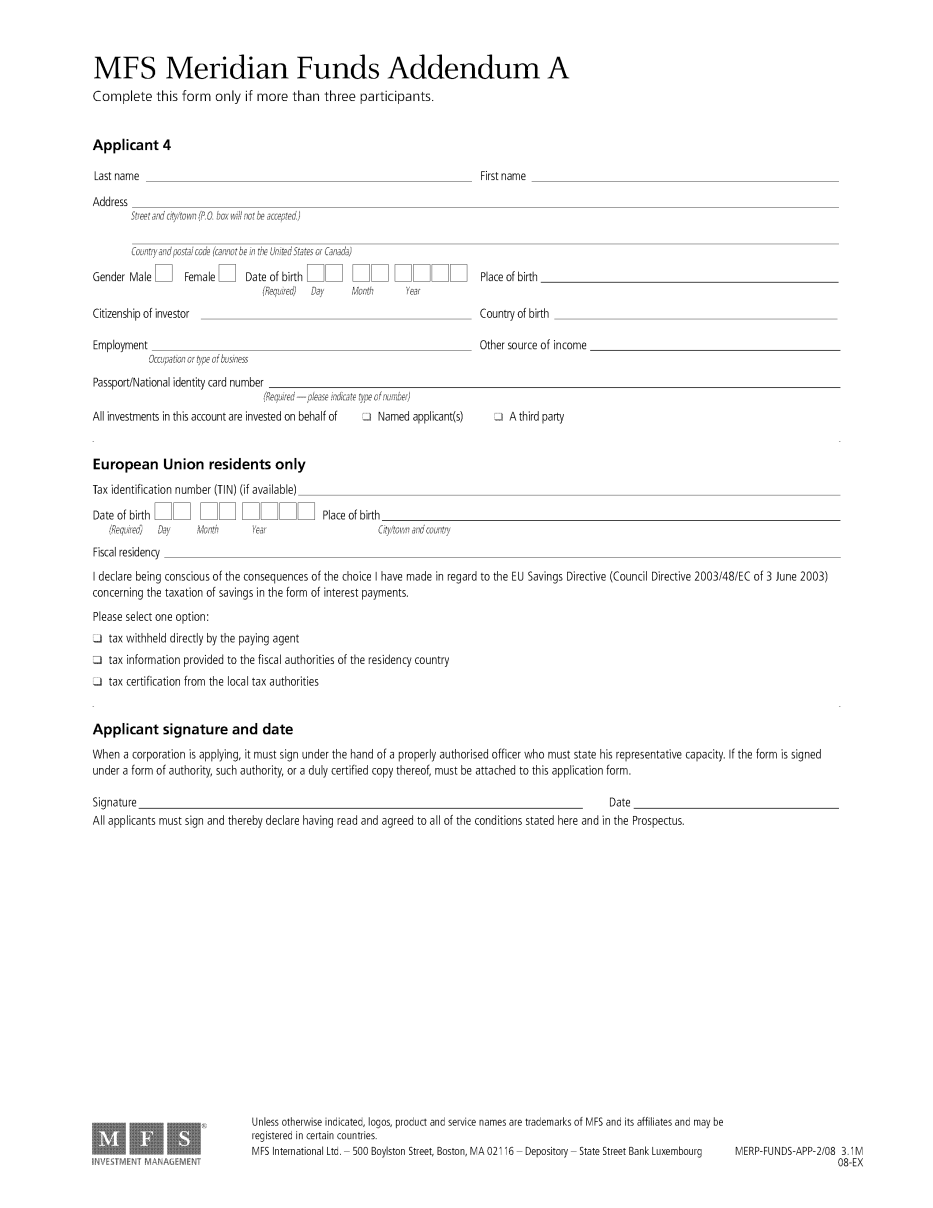 MFS Meridian Funds Addendum A
Complete this form only if more than three participants.
Applicant 4
Last name First name
Address
Street and city/town (P.O. box will not be accepted.)
Country and postal code (cannot be in the United States or Canada)
Gender Male Female Date of birth Place of birth
(Required) Day Month Year
Citizenship of investor Country of birth
Employment Other source of income
Occupation or type of business
Passport/National identity card number
(Required — please indicate type of number)
All investments in this account are invested on behalf of ❑ Named applicant(s) ❑ A third party
European Union residents only
Tax identification number (TIN) (if available)
Date of birth Place of birth
(Required) Day Month Year City/town and country
Fiscal residency
I declare being conscious of the consequences of the choice I have made in regard to the EU Savings Directive (Council Directive 2003/48/EC of 3 June 2003)
concerning the taxation of savings in the form of interest payments.
Please select one option:
❑ tax withheld directly by the paying agent
❑ tax information provided to the fiscal authorities of the residency country
❑ tax certification from the local tax authorities
Applicant signature and date
When a corporation is applying, it must sign under the hand of a properly authorised officer who must state his representative capacity. If the form is signed
under a form of authority, such authority, or a duly certified copy thereof, must be attached to this application form.
Signature Date
All applicants must sign and thereby declare having read and agreed to all of the conditions stated here and in the Prospectus.
M F S ®
INVESTMENT MANAGEMENT
Unless otherwise indicated, logos, product and service names are trademarks of MFS and its affiliates and may be
registered in certain countries.
MFS International Ltd. – 500 Boylston Street, Boston, MA 02116 – Depository – State Street Bank Luxembourg MERP-FUNDS-APP-2/08 3.1M
08-EX